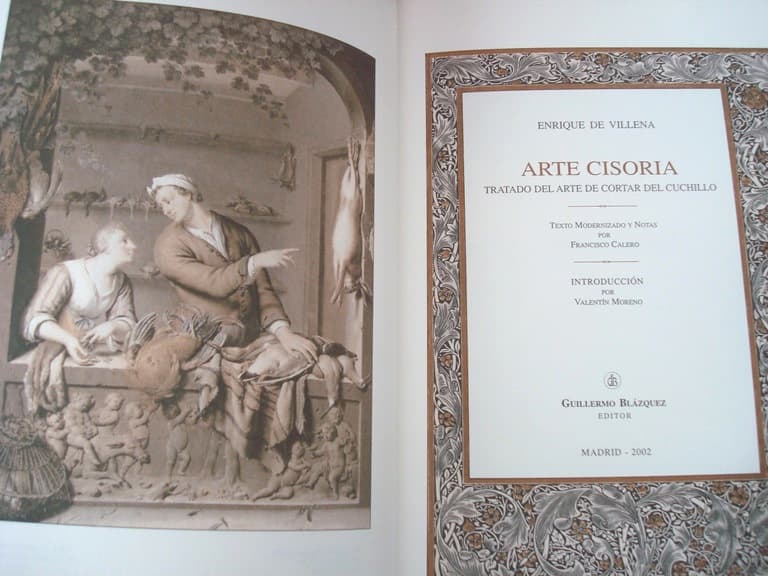 ENRIQUE DE VILLENA
ARTE CISORIA
TRATADO DEL ARTE DE CORTAR DEL CUCHILLO
TEXTO MODERNIZADO Y NOTAS
POR
FRANCISCO CALERO
INTRODUCCIÓN
POR
VALENTÍN MORENO
GUILLERMO BLÁZQUEZ
EDITOR
MADRID - 2002